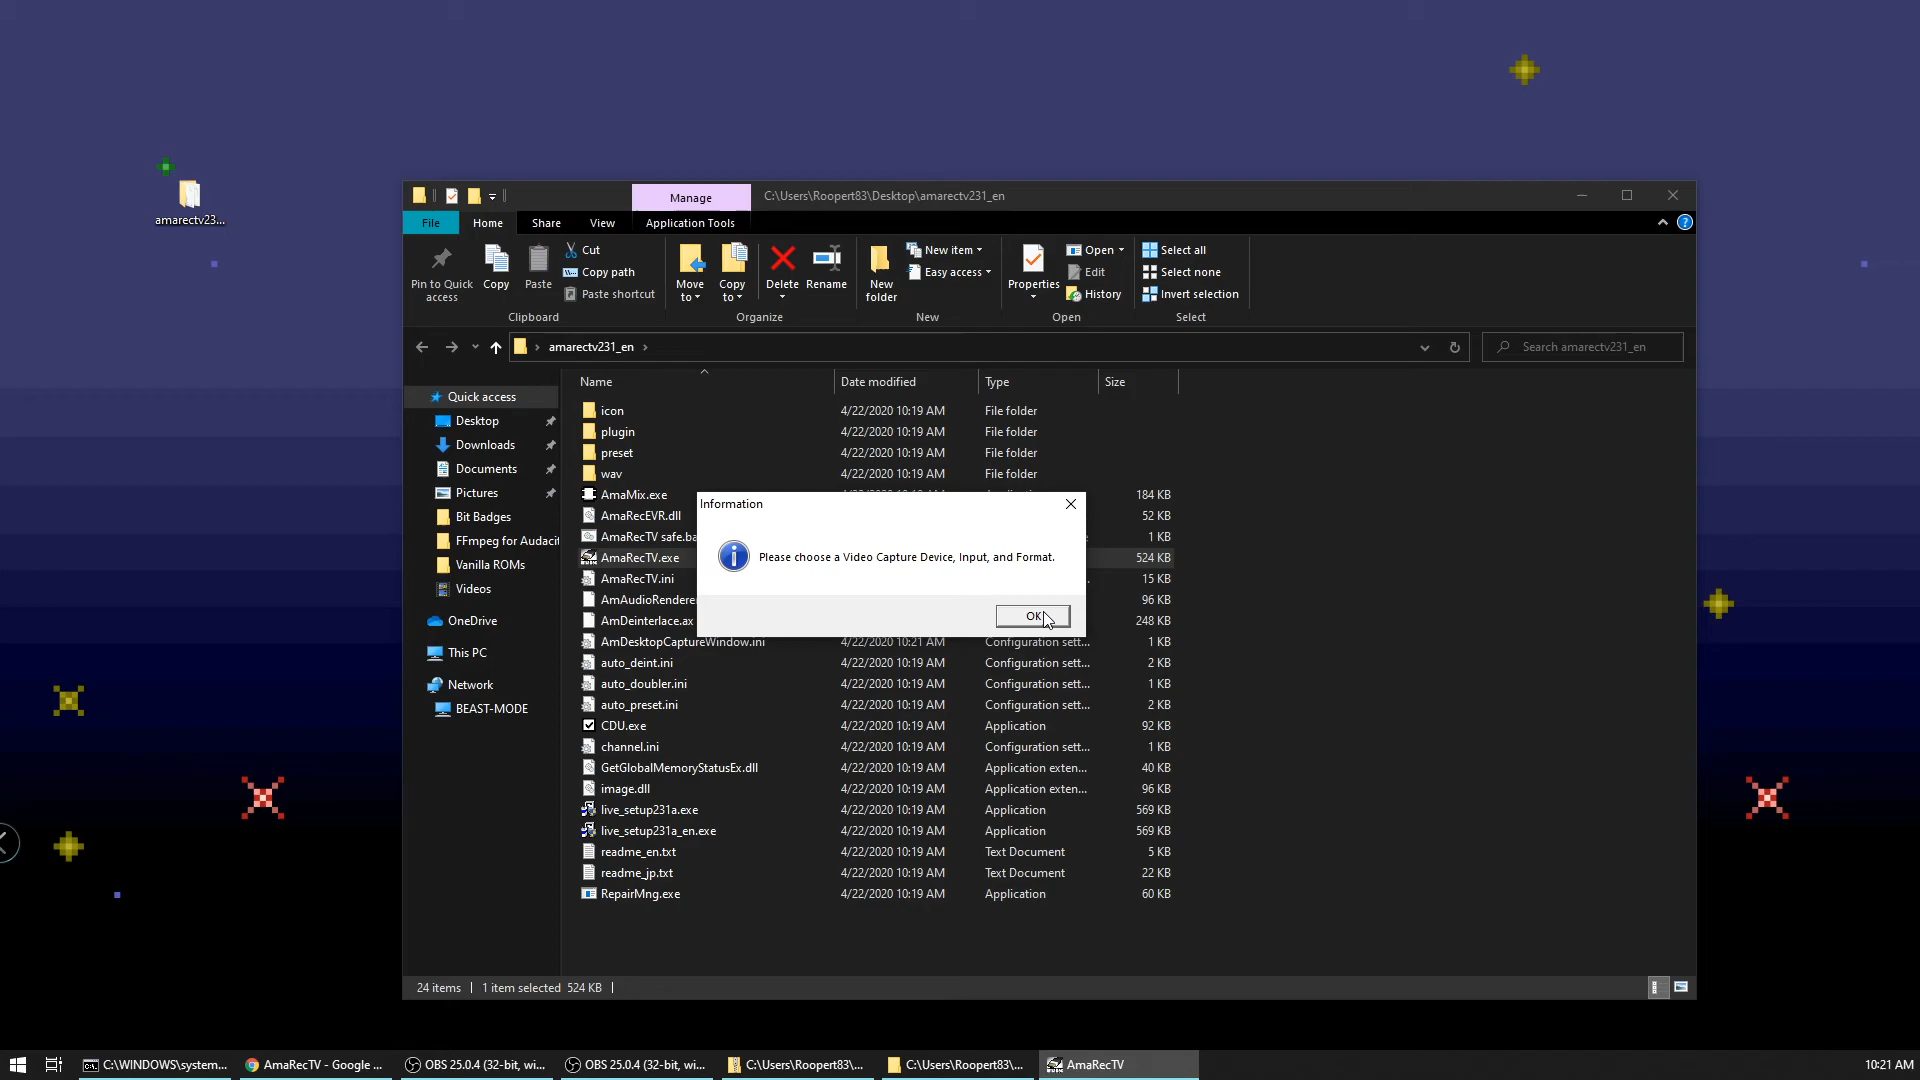 amarectv23...
Manage
C:\Users\Roopert83\Desktop\amarectv231_en
File
Home
Share
View
Application Tools
Pin to Quick access
Copy
Paste
Cut
Copy path
Paste shortcut
Clipboard
Move to
Copy to
Delete
Rename
Organize
New folder
New item
Easy access
New
Properties
Open
Edit
History
Open
Select all
Select none
Invert selection
Select
amarectv231_en
Search amarectv231_en
Name
Date modified
Type
Size
Quick access
Desktop
Downloads
Documents
Pictures
Bit Badges
FFmpeg for Audacit
Vanilla ROMs
Videos
OneDrive
This PC
Network
BEAST-MODE
icon 4/22/2020 10:19 AM File folder
plugin 4/22/2020 10:19 AM File folder
preset 4/22/2020 10:19 AM File folder
wav 4/22/2020 10:19 AM File folder
AmaMix.exe 184 KB
AmaRecEVR.dll 52 KB
AmaRecTV safe.ba 1 KB
AmaRecTV.exe 524 KB
AmaRecTV.ini 15 KB
AmAudioRendere 96 KB
AmDeinterlace.ax 248 KB
AmDesktopCaptureWindow.ini 4/22/2020 10:21 AM Configuration sett... 1 KB
auto_deint.ini 4/22/2020 10:19 AM Configuration sett... 2 KB
auto_doubler.ini 4/22/2020 10:19 AM Configuration sett... 1 KB
auto_preset.ini 4/22/2020 10:19 AM Configuration sett... 2 KB
CDU.exe 4/22/2020 10:19 AM Application 92 KB
channel.ini 4/22/2020 10:19 AM Configuration sett... 1 KB
GetGlobalMemoryStatusEx.dll 4/22/2020 10:19 AM Application exten... 40 KB
image.dll 4/22/2020 10:19 AM Application exten... 96 KB
live_setup231a.exe 4/22/2020 10:19 AM Application 569 KB
live_setup231a_en.exe 4/22/2020 10:19 AM Application 569 KB
readme_en.txt 4/22/2020 10:19 AM Text Document 5 KB
readme_jp.txt 4/22/2020 10:19 AM Text Document 22 KB
RepairMng.exe 4/22/2020 10:19 AM Application 60 KB
Information
Please choose a Video Capture Device, Input, and Format.
OK
24 items
1 item selected 524 KB
C:\WINDOWS\system...
AmaRecTV - Google ...
OBS 25.0.4 (32-bit, wi...
OBS 25.0.4 (32-bit, wi...
C:\Users\Roopert83\...
C:\Users\Roopert83\...
AmaRecTV
10:21 AM